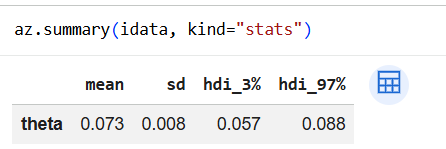 az.summary(idata, kind="stats")
mean sd hdi_3% hdi_97%
theta 0.073 0.008 0.057 0.088